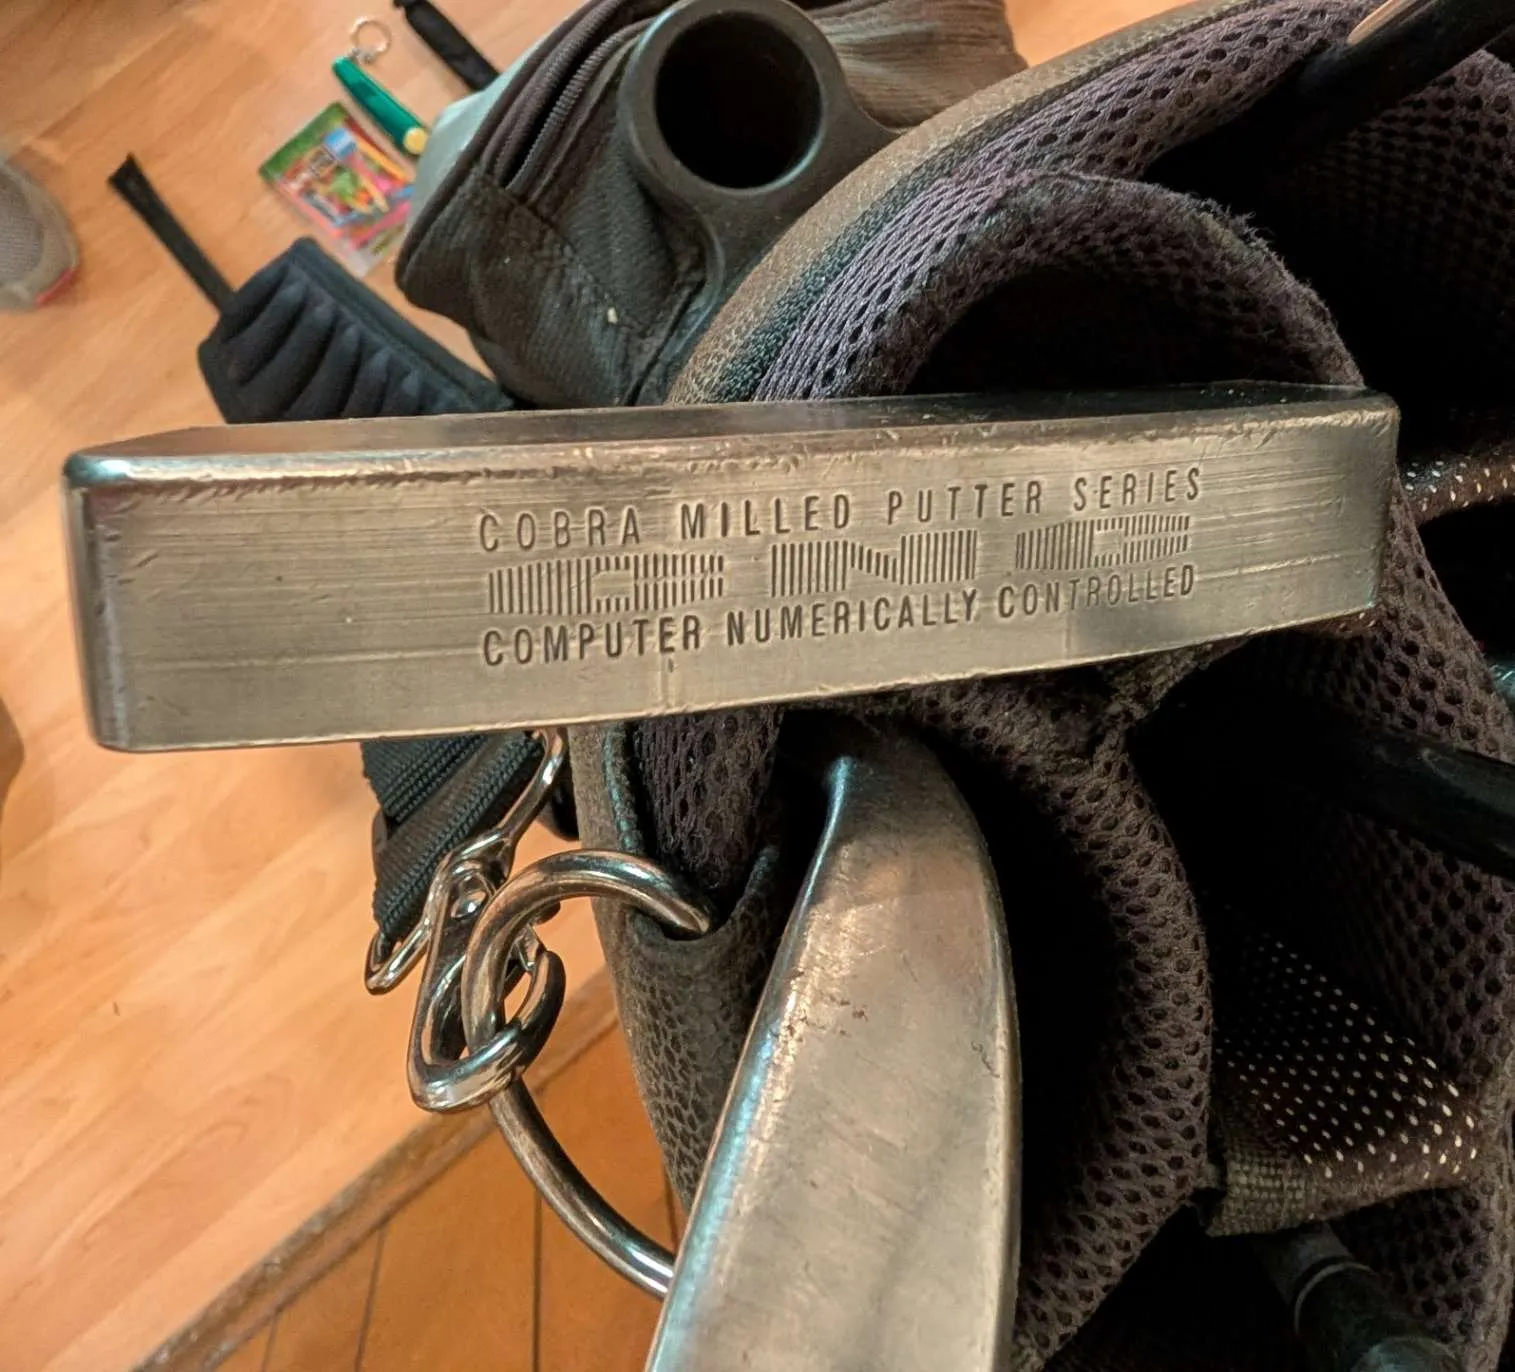 COBRA MILLED PUTTER SERIES
CNC
COMPUTER NUMERICALLY CONTROLLED